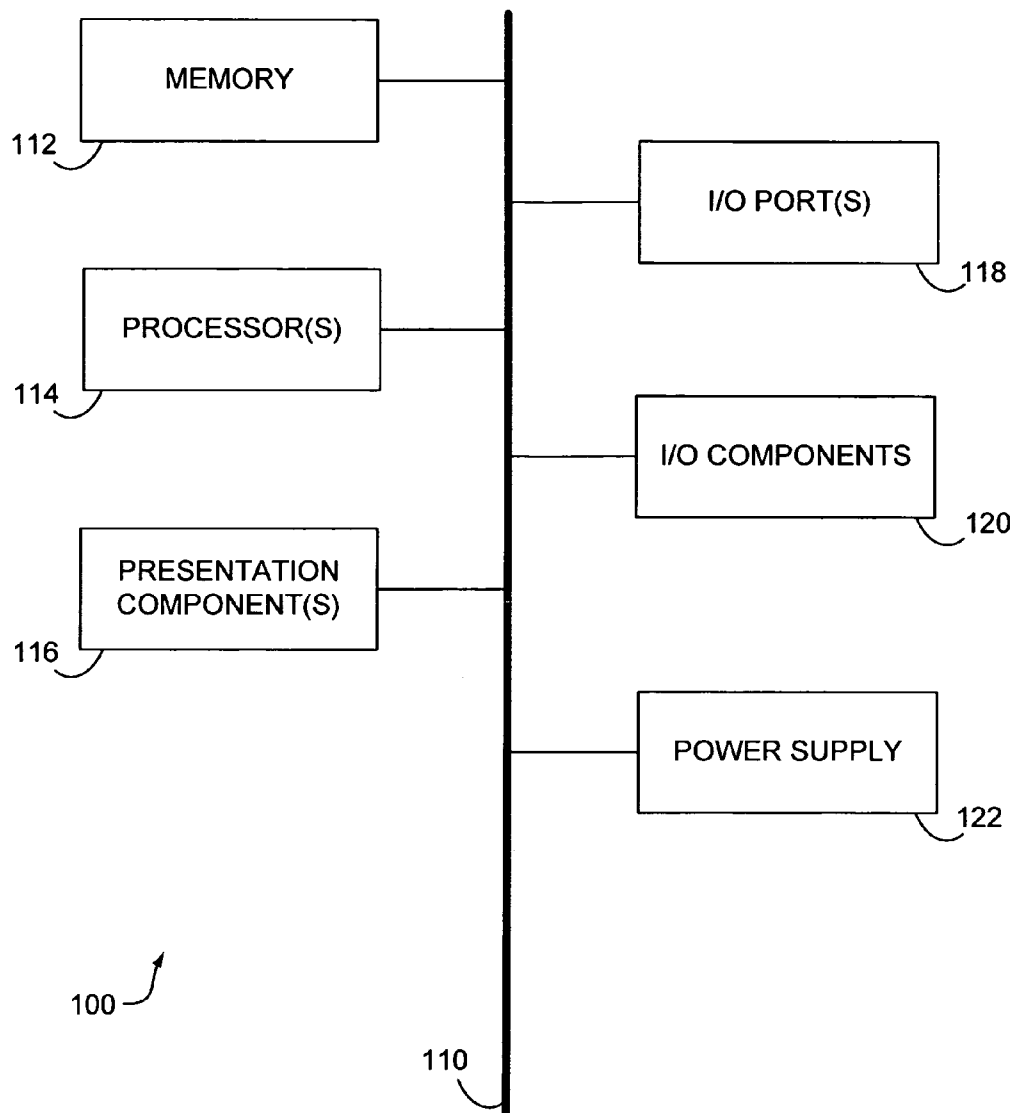 MEMORY
112
I/O PORT(S)
118
PROCESSOR(S)
114
I/O COMPONENTS
120
PRESENTATION
COMPONENT(S)
116
POWER SUPPLY
122
100
110